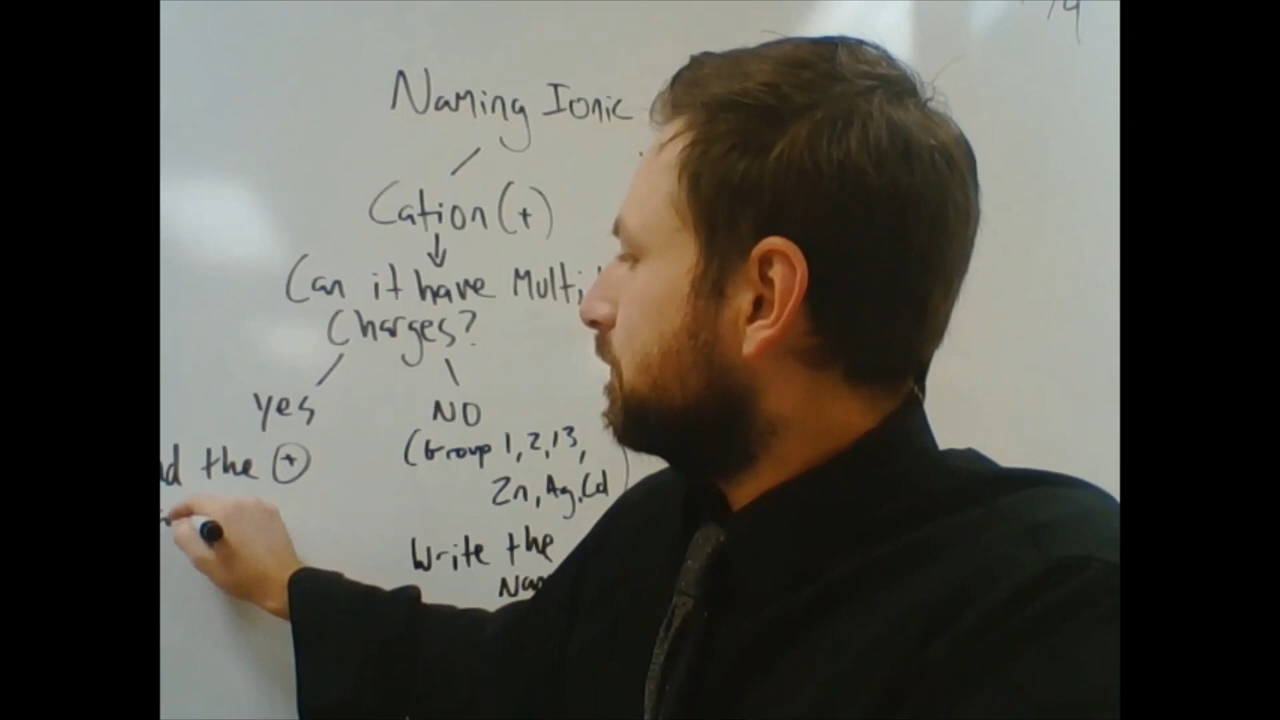 Naming Ionic
Cation (+)
Can it have Multi
Charges?
yes
NO
(Group 1, 2, 13,
Zn, Ag, Cd)
the +
Write the